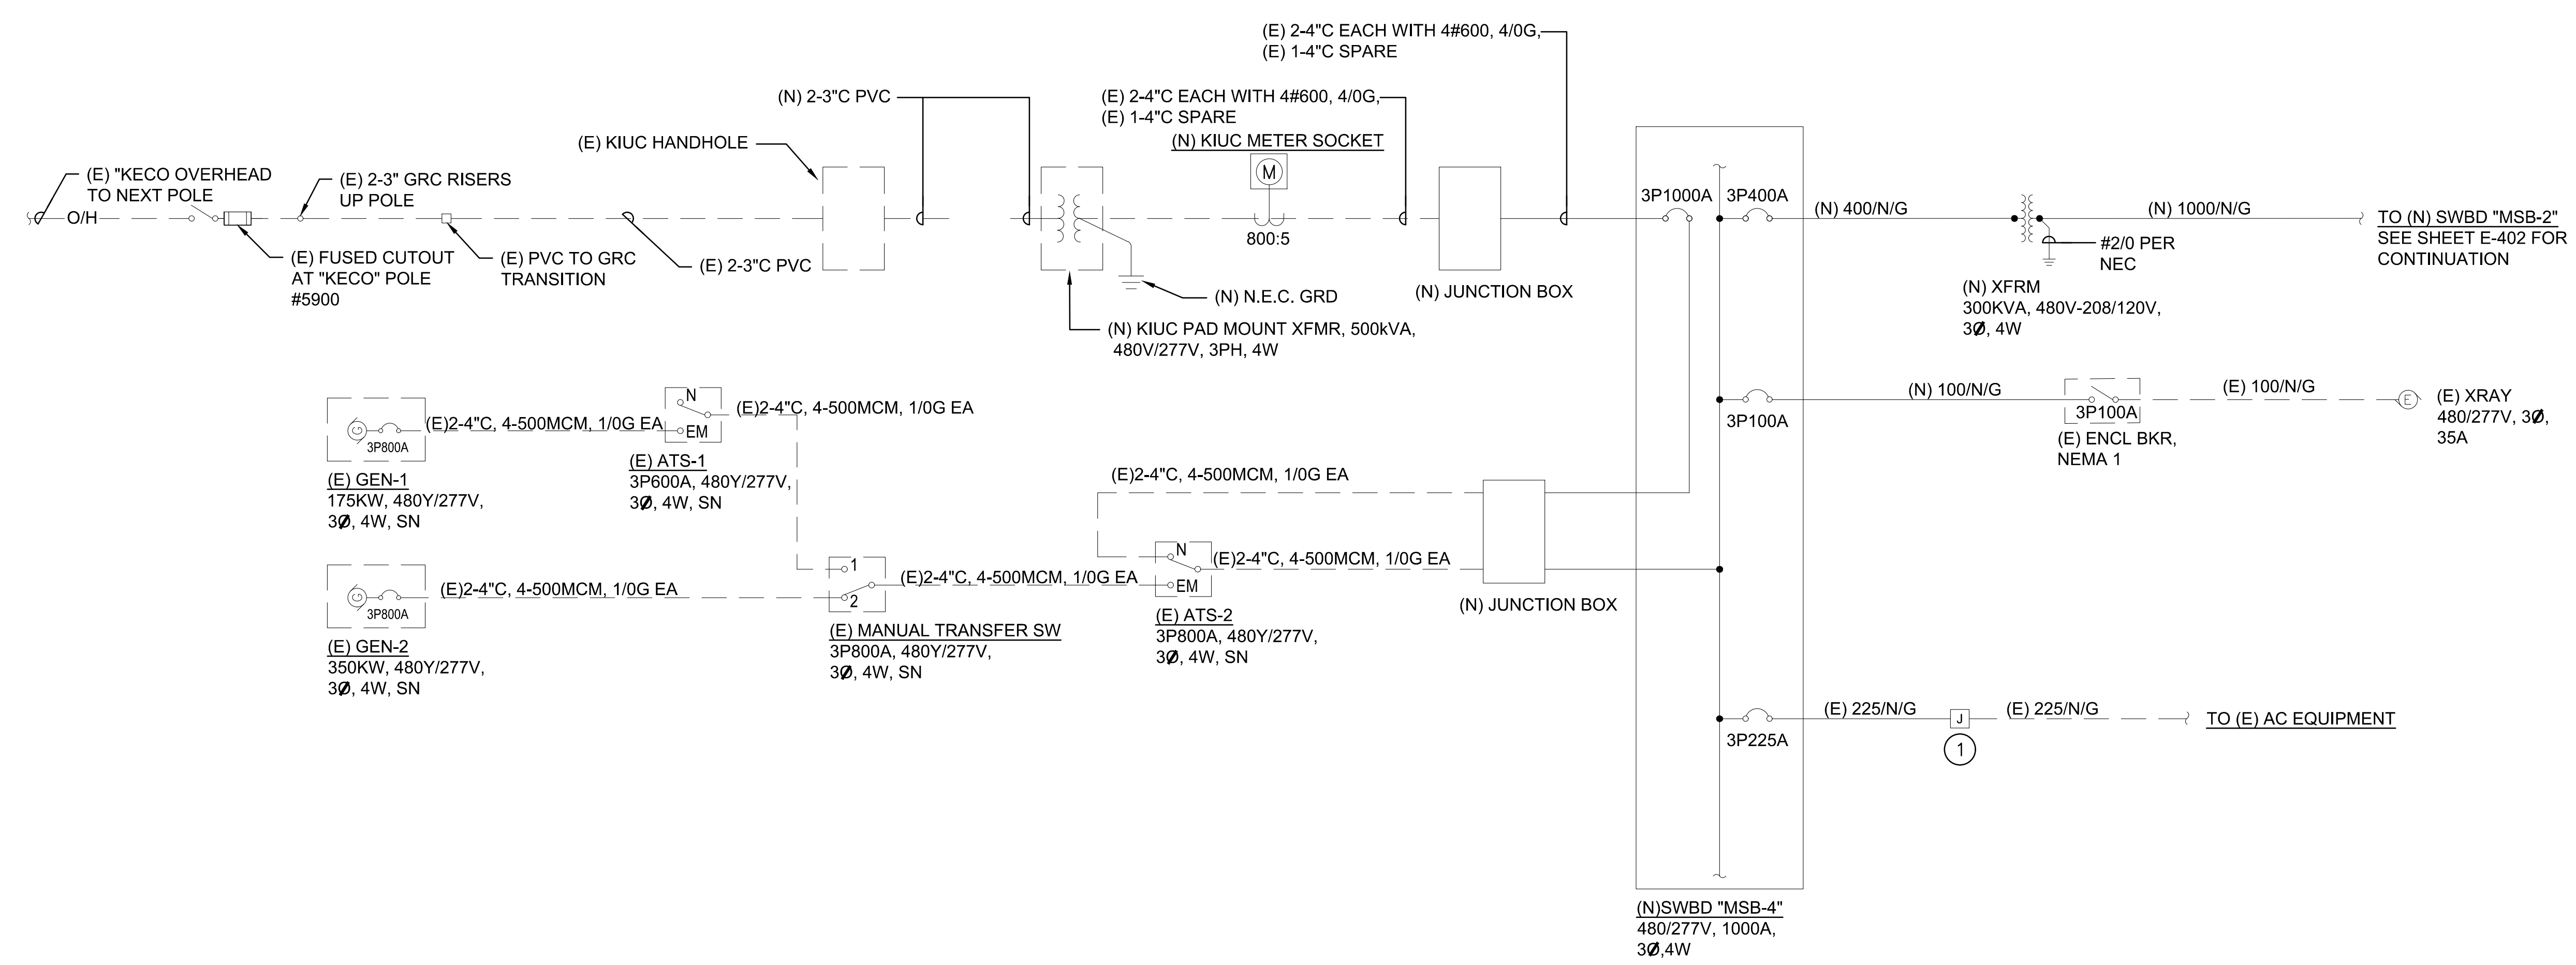 (E) 2-4"C EACH WITH 4#600, 4/0G,
(E) 1-4"C SPARE
(N) 2-3"C PVC
(E) 2-4"C EACH WITH 4#600, 4/0G,
(E) 1-4"C SPARE
(N) KIUC METER SOCKET
M
800:5
(E) KIUC HANDHOLE
(E) "KECO OVERHEAD
TO NEXT POLE
O/H
(E) 2-3" GRC RISERS
UP POLE
(E) FUSED CUTOUT
AT "KECO" POLE
#5900
(E) PVC TO GRC
TRANSITION
(E) 2-3"C PVC
(N) N.E.C. GRD
(N) KIUC PAD MOUNT XFMR, 500kVA,
480V/277V, 3PH, 4W
(N) JUNCTION BOX
3P1000A
3P400A
(N) 400/N/G
(N) 1000/N/G
TO (N) SWBD "MSB-2"
SEE SHEET E-402 FOR
CONTINUATION
#2/0 PER
NEC
(N) XFRM
300KVA, 480V-208/120V,
3Ø, 4W
G
3P800A
(E)2-4"C, 4-500MCM, 1/0G EA
N
EM
(E)2-4"C, 4-500MCM, 1/0G EA
(E) GEN-1
175KW, 480Y/277V,
3Ø, 4W, SN
(E) ATS-1
3P600A, 480Y/277V,
3Ø, 4W, SN
3P100A
(N) 100/N/G
3P100A
(E) ENCL BKR,
NEMA 1
(E) 100/N/G
E
(E) XRAY
480/277V, 3Ø,
35A
(E)2-4"C, 4-500MCM, 1/0G EA
G
3P800A
(E)2-4"C, 4-500MCM, 1/0G EA
(E) GEN-2
350KW, 480Y/277V,
3Ø, 4W, SN
1
2
(E)2-4"C, 4-500MCM, 1/0G EA
(E) MANUAL TRANSFER SW
3P800A, 480Y/277V,
3Ø, 4W, SN
N
EM
(E)2-4"C, 4-500MCM, 1/0G EA
(E) ATS-2
3P800A, 480Y/277V,
3Ø, 4W, SN
(N) JUNCTION BOX
3P225A
(E) 225/N/G
J
1
(E) 225/N/G
TO (E) AC EQUIPMENT
(N)SWBD "MSB-4"
480/277V, 1000A,
3Ø,4W